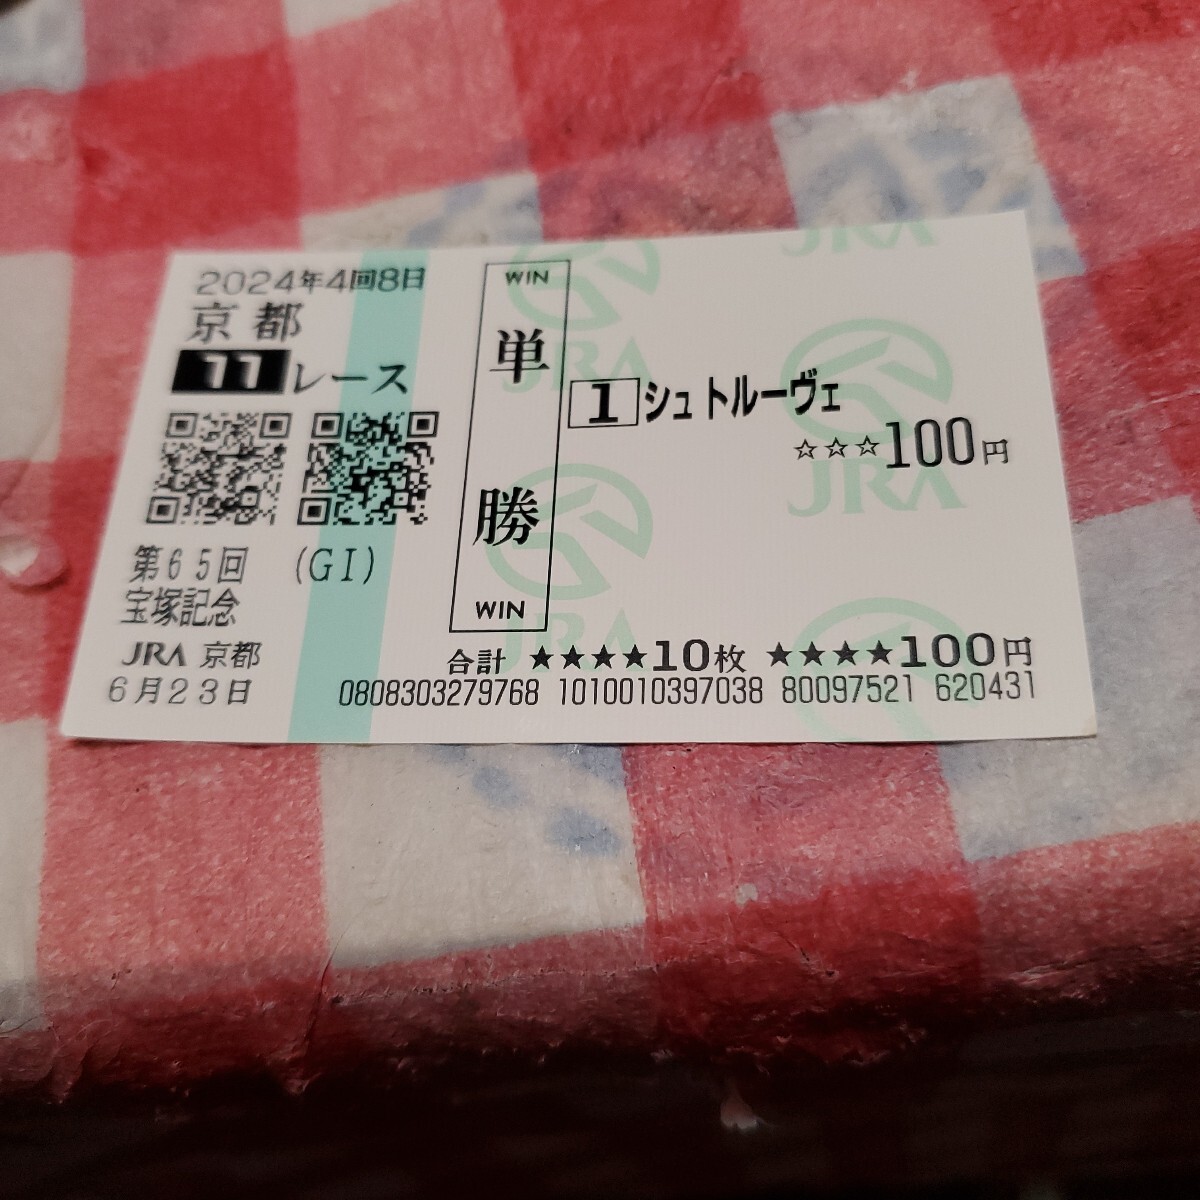 2024年4回8日
京都
11レース
第65回 (GI)
宝塚記念
JRA 京都
6月23日
WIN
単勝
WIN
1 シュトルーヴェ
☆☆☆100円
合計 ★★★★10枚 ★★★★100円
0808303279768 1010010397038 80097521 620431
JRA
JRA
JRA
JRA